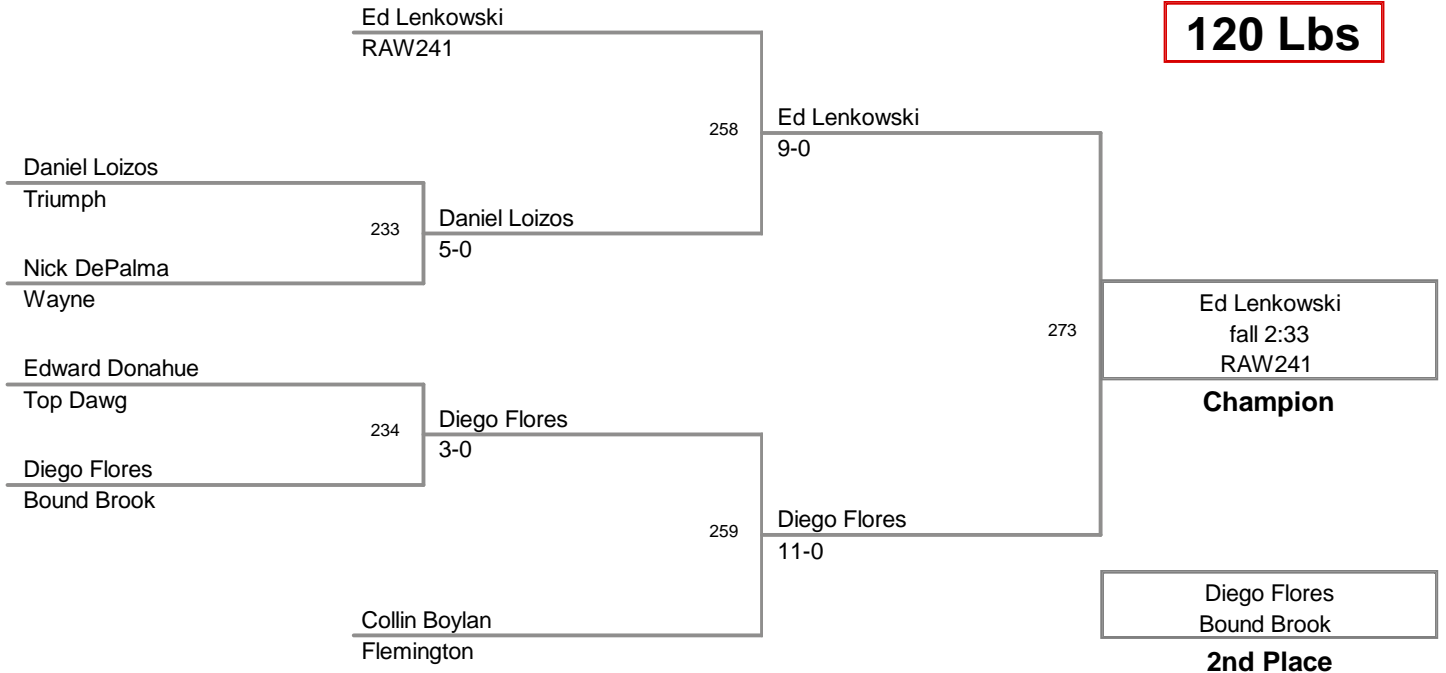 Ed Lenkowski
RAW241
120 Lbs
258
Ed Lenkowski
9-0
Daniel Loizos
Triumph
233
Daniel Loizos
5-0
Nick DePalma
Wayne
273
Ed Lenkowski
fall 2:33
RAW241
Champion
Edward Donahue
Top Dawg
234
Diego Flores
3-0
Diego Flores
Bound Brook
259
Diego Flores
11-0
Collin Boylan
Flemington
Diego Flores
Bound Brook
2nd Place